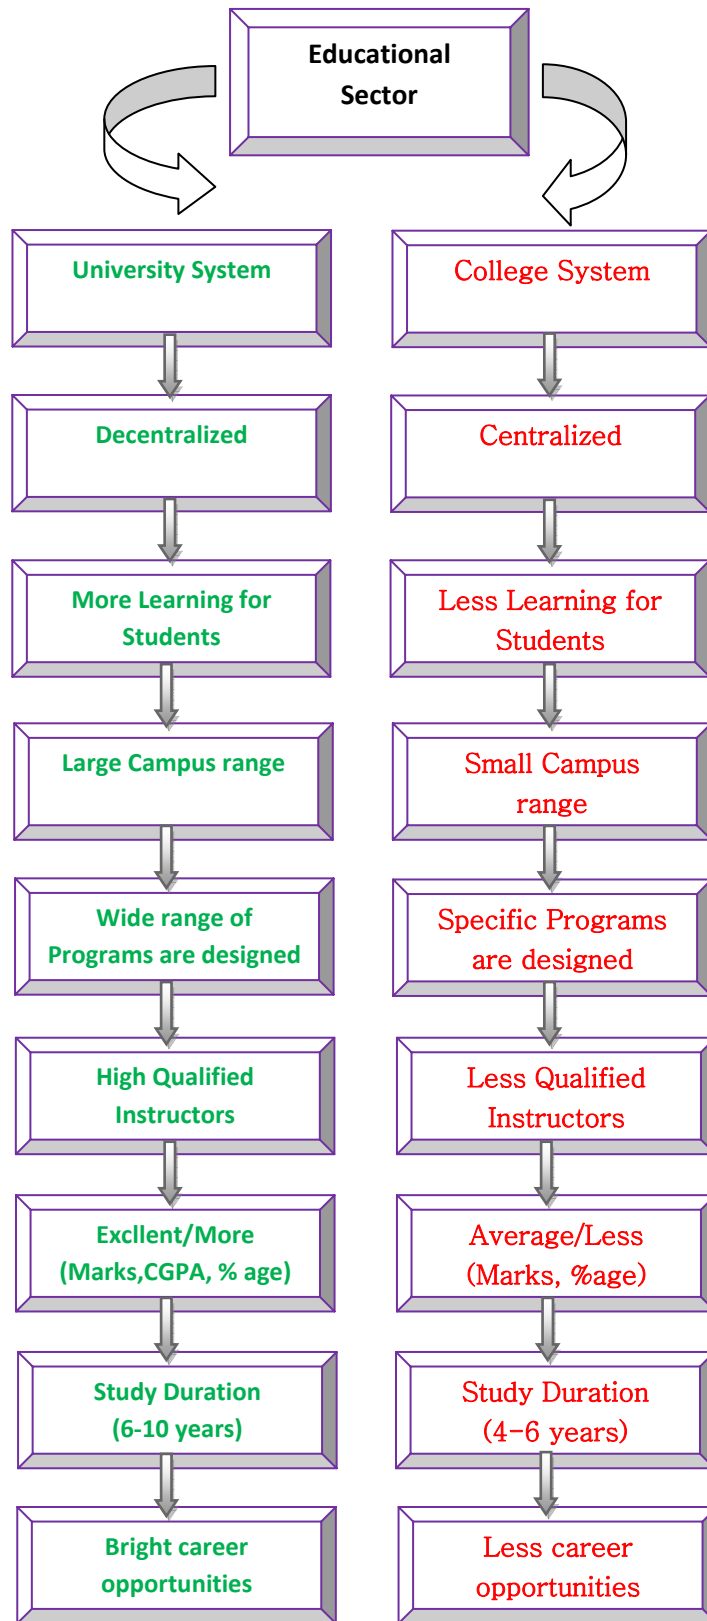 Educational
Sector
University System
College System
Decentralized
Centralized
More Learning for
Students
Less Learning for
Students
Large Campus range
Small Campus
range
Wide range of
Programs are designed
Specific Programs
are designed
High Qualified
Instructors
Less Qualified
Instructors
Excllent/More
(Marks,CGPA, % age)
Average/Less
(Marks, %age)
Study Duration
(6-10 years)
Study Duration
(4-6 years)
Bright career
opportunities
Less career
opportunities